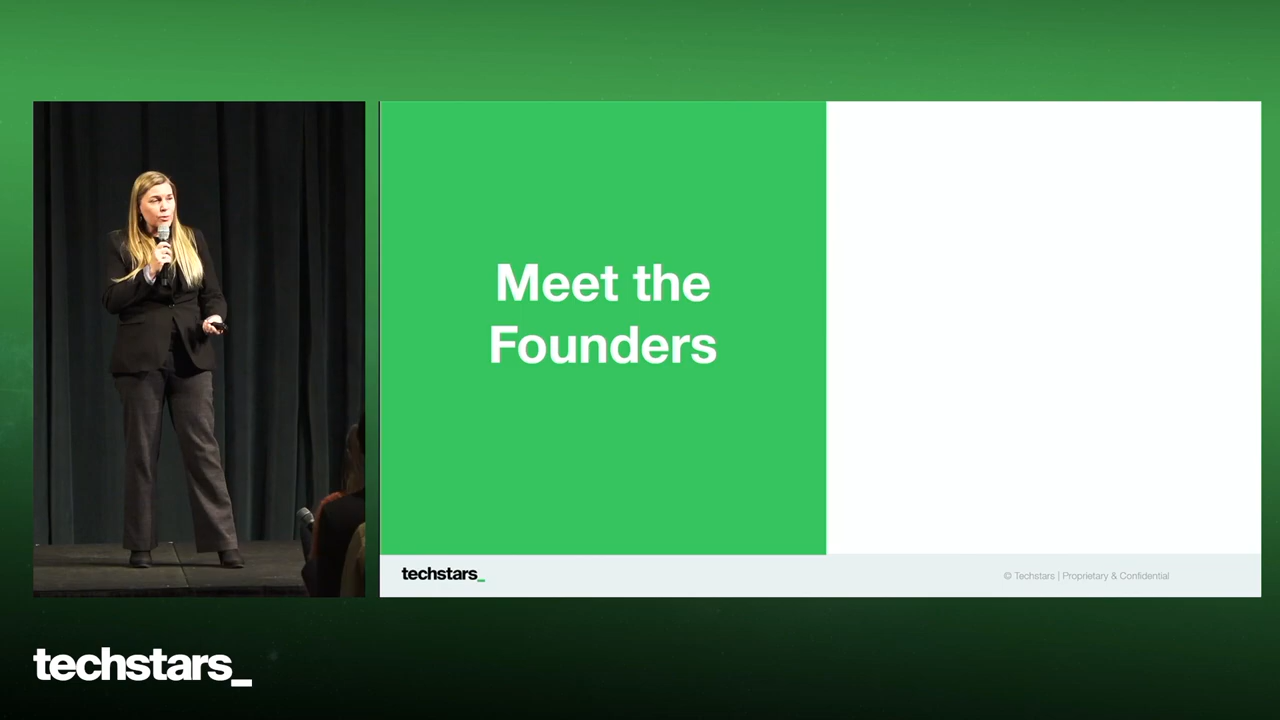 Meet the
Founders
techstars_
© Techstars | Proprietary & Confidential
techstars_